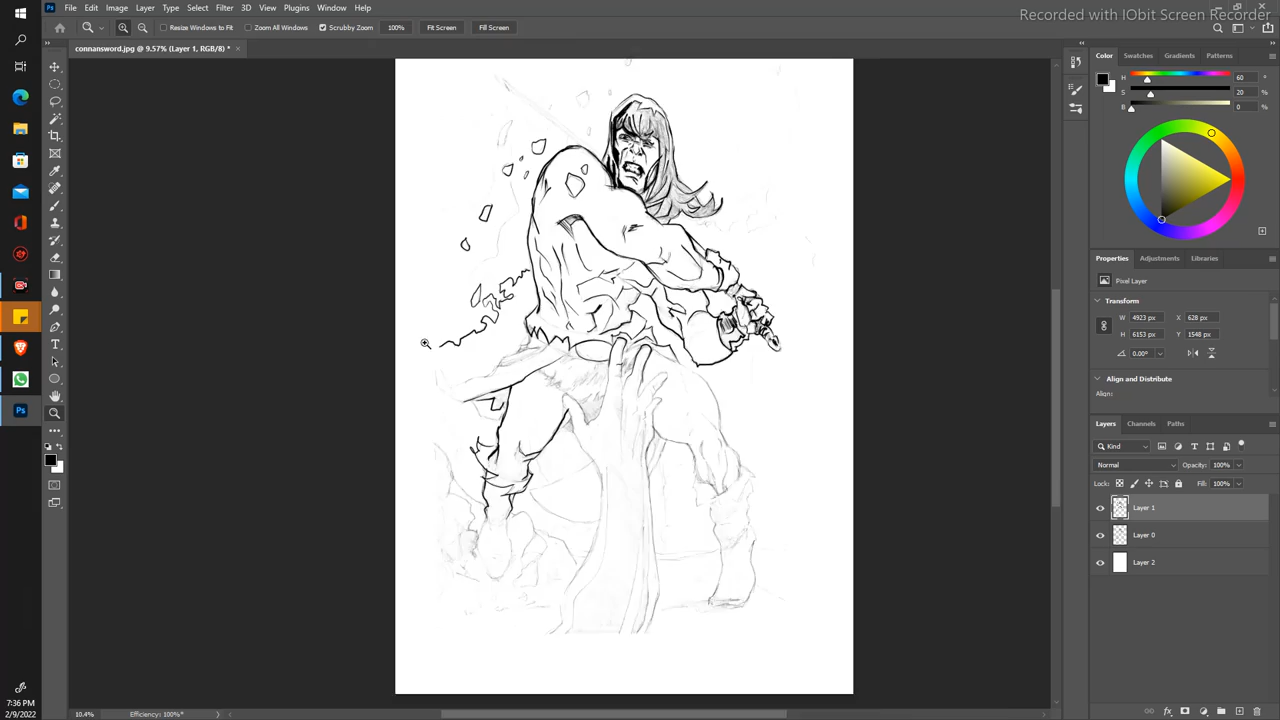 Recorded with IObit Screen Recorder
File Edit Image Layer Type Select Filter 3D View Plugins Window Help
Resize Windows to Fit Zoom All Windows Scrubby Zoom 100% Fit Screen Fill Screen
connansword.jpg @ 9.57% (Layer 1, RGB/8) *
Color Swatches Gradients Patterns
H 60 °
S 20 %
B 0 %
Properties Adjustments Libraries
Pixel Layer
Transform
W 4923 px X 628 px
H 6153 px Y 1548 px
0.00°
Align and Distribute
Align:
Layers Channels Paths
Kind
Normal Opacity: 100%
Lock: Fill: 100%
Layer 1
Layer 0
Layer 2
7:36 PM
2/9/2022
10.4% Efficiency: 100%*